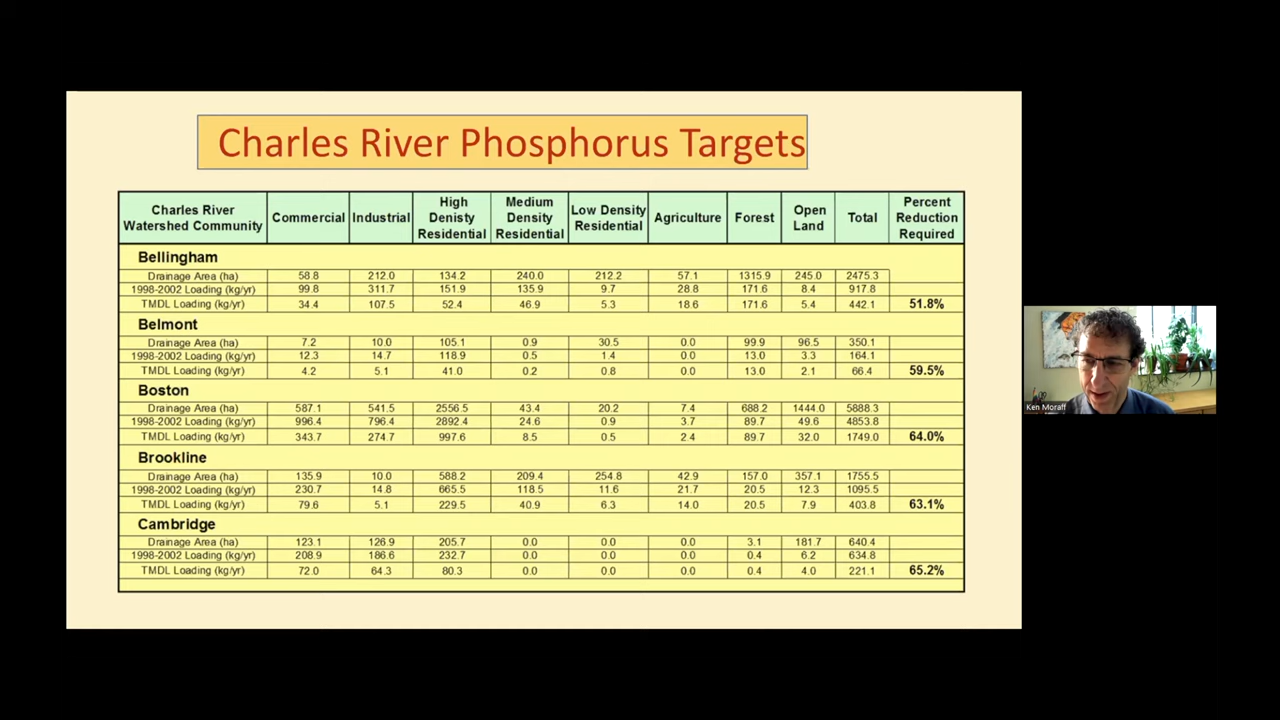 Charles River Phosphorus Targets
Charles River Watershed Community Commercial Industrial High Denisty Residential Medium Density Residential Low Density Residential Agriculture Forest Open Land Total Percent Reduction Required
Bellingham
Drainage Area (ha) 58.8 212.0 134.2 240.0 212.2 57.1 1315.9 245.0 2475.3
1998-2002 Loading (kg/yr) 99.8 311.7 151.9 135.9 9.7 28.8 171.6 8.4 917.8
TMDL Loading (kg/yr) 34.4 107.5 52.4 46.9 5.3 18.6 171.6 5.4 442.1 51.8%
Belmont
Drainage Area (ha) 7.2 10.0 105.1 0.9 30.5 0.0 99.9 96.5 350.1
1998-2002 Loading (kg/yr) 12.3 14.7 118.9 0.5 1.4 0.0 13.0 3.3 164.1
TMDL Loading (kg/yr) 4.2 5.1 41.0 0.2 0.8 0.0 13.0 2.1 66.4 59.5%
Boston
Drainage Area (ha) 587.1 541.5 2556.5 43.4 20.2 7.4 688.2 1444.0 5888.3
1998-2002 Loading (kg/yr) 996.4 796.4 2892.4 24.6 0.9 3.7 89.7 49.6 4853.8
TMDL Loading (kg/yr) 343.7 274.7 997.6 8.5 0.5 2.4 89.7 32.0 1749.0 64.0%
Brookline
Drainage Area (ha) 135.9 10.0 588.2 209.4 254.8 42.9 157.0 357.1 1755.5
1998-2002 Loading (kg/yr) 230.7 14.8 665.5 118.5 11.6 21.7 20.5 12.3 1095.5
TMDL Loading (kg/yr) 79.6 5.1 229.5 40.9 6.3 14.0 20.5 7.9 403.8 63.1%
Cambridge
Drainage Area (ha) 123.1 126.9 205.7 0.0 0.0 0.0 3.1 181.7 640.4
1998-2002 Loading (kg/yr) 208.9 186.6 232.7 0.0 0.0 0.0 0.4 6.2 634.8
TMDL Loading (kg/yr) 72.0 64.3 80.3 0.0 0.0 0.0 0.4 4.0 221.1 65.2%
Ken Moraff